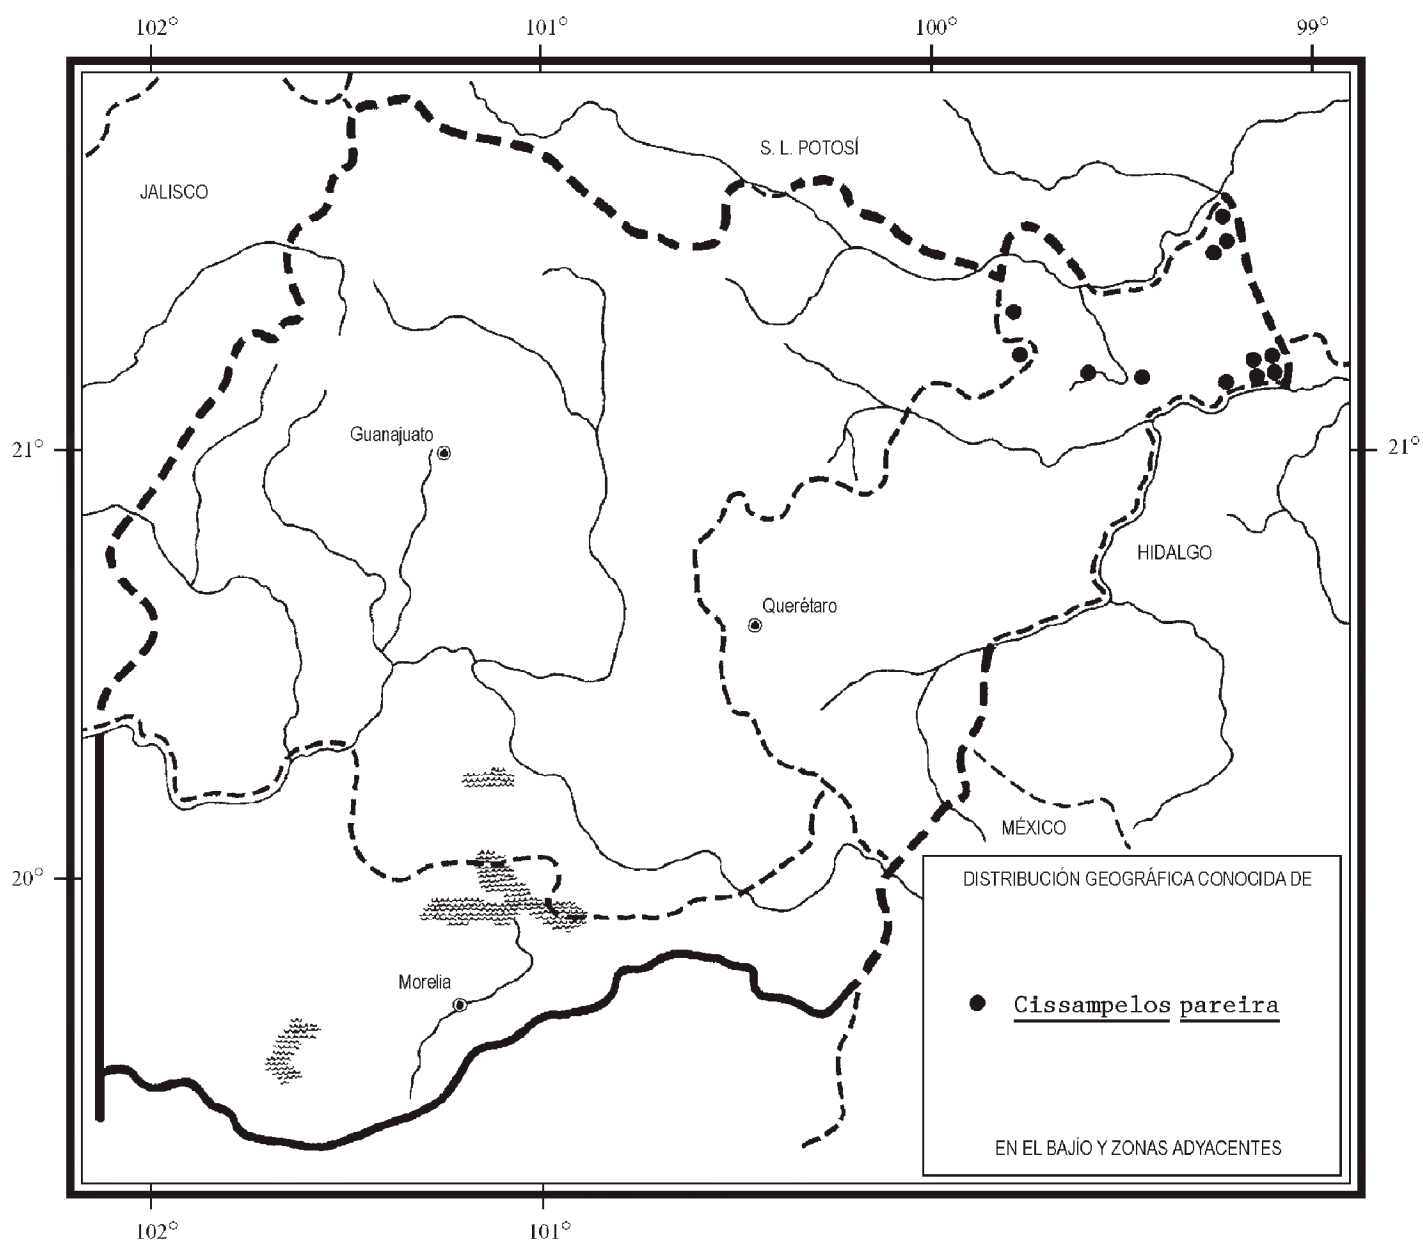 102° 101° 100° 99°
S. L. POTOSÍ
JALISCO
Guanajuato
21° 21°
HIDALGO
Querétaro
MÉXICO
20°
DISTRIBUCIÓN GEOGRÁFICA CONOCIDA DE
Morelia
Cissampelos pareira
EN EL BAJÍO Y ZONAS ADYACENTES
102° 101°